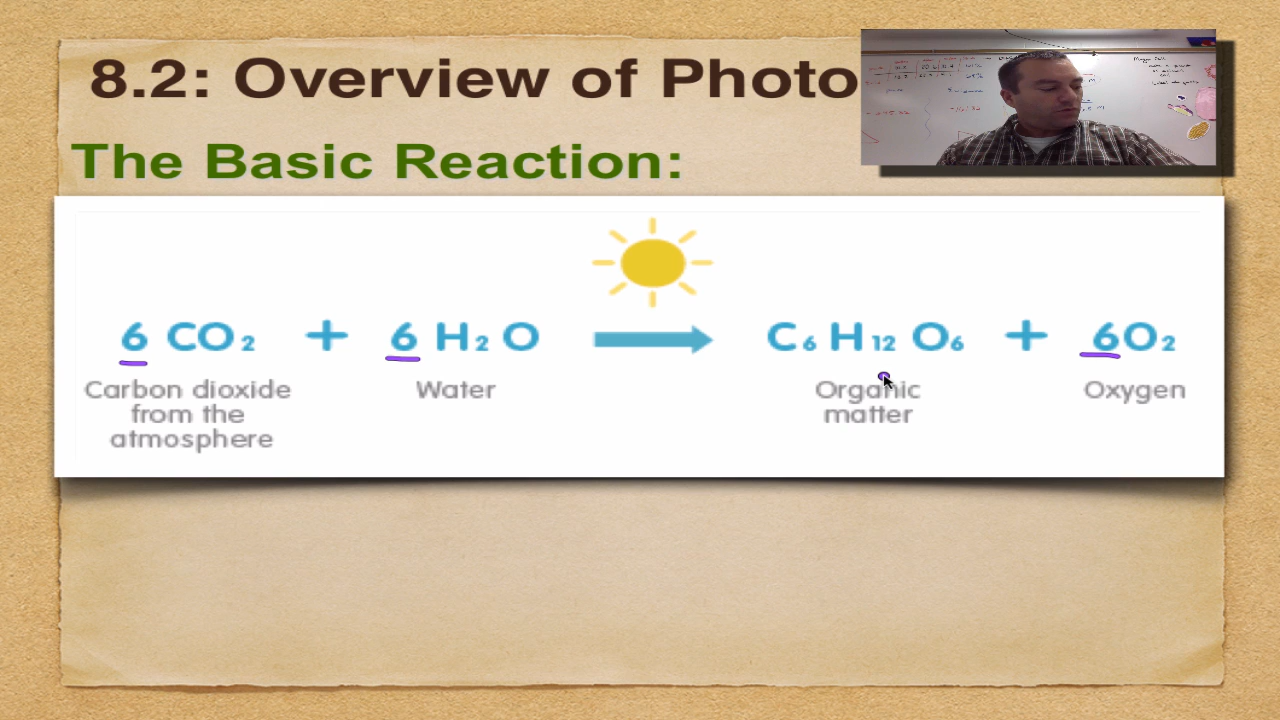 8.2: Overview of Photo
The Basic Reaction:
6 CO₂ + 6 H₂ O → C₆ H₁₂ O₆ + 6O₂
Carbon dioxide
from the
atmosphere
Water
Organic
matter
Oxygen